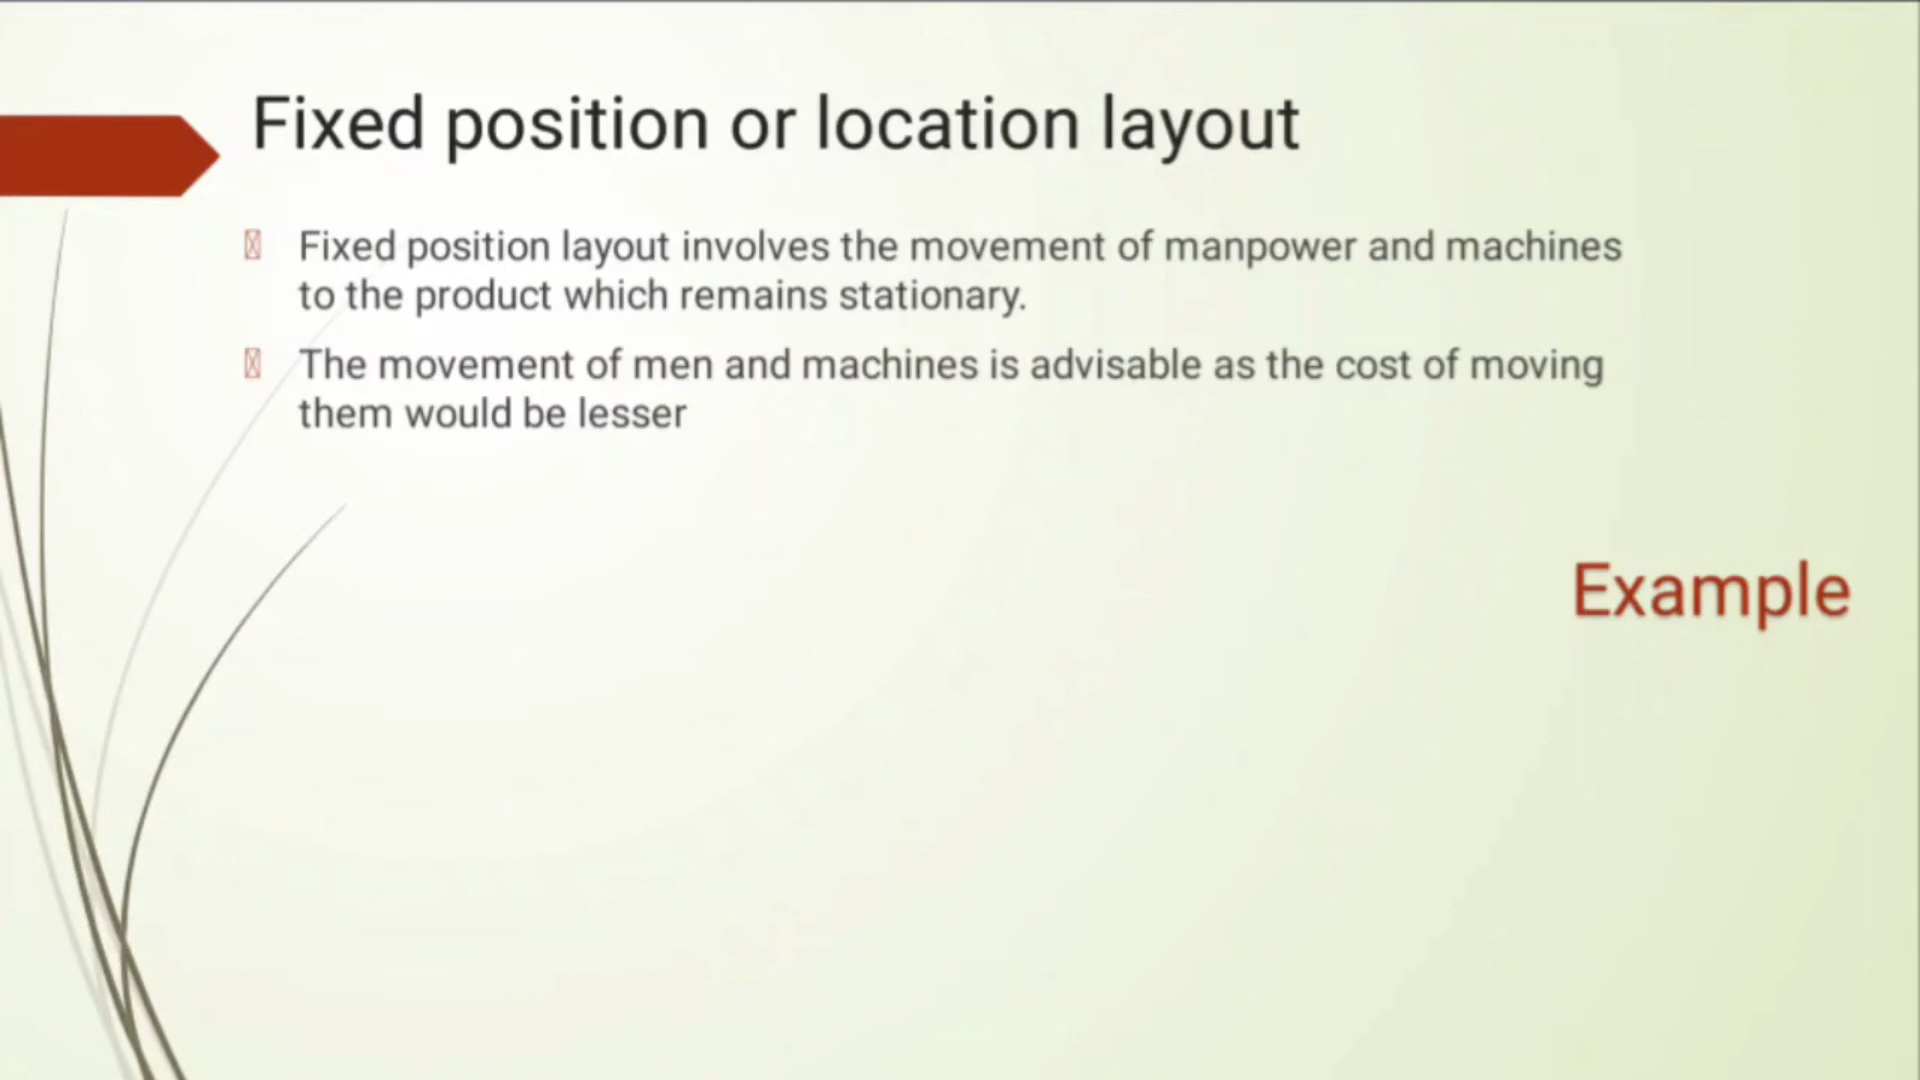 Fixed position or location layout
Fixed position layout involves the movement of manpower and machines
to the product which remains stationary.
The movement of men and machines is advisable as the cost of moving
them would be lesser
Example